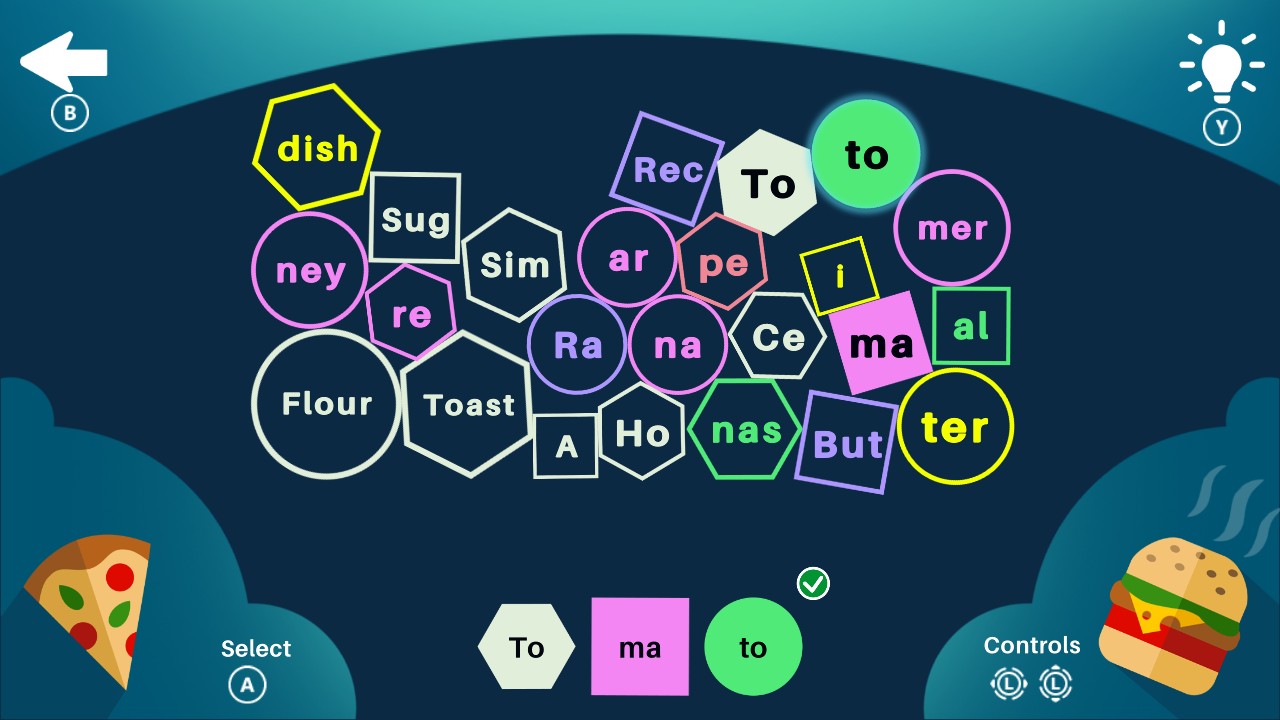 B
Y
dish
Rec
To
to
Sug
Sim
ar
pe
mer
ney
re
i
Ra
na
Ce
ma
al
Flour
Toast
A
Ho
nas
But
ter
To
ma
to
Select
A
Controls
L
L